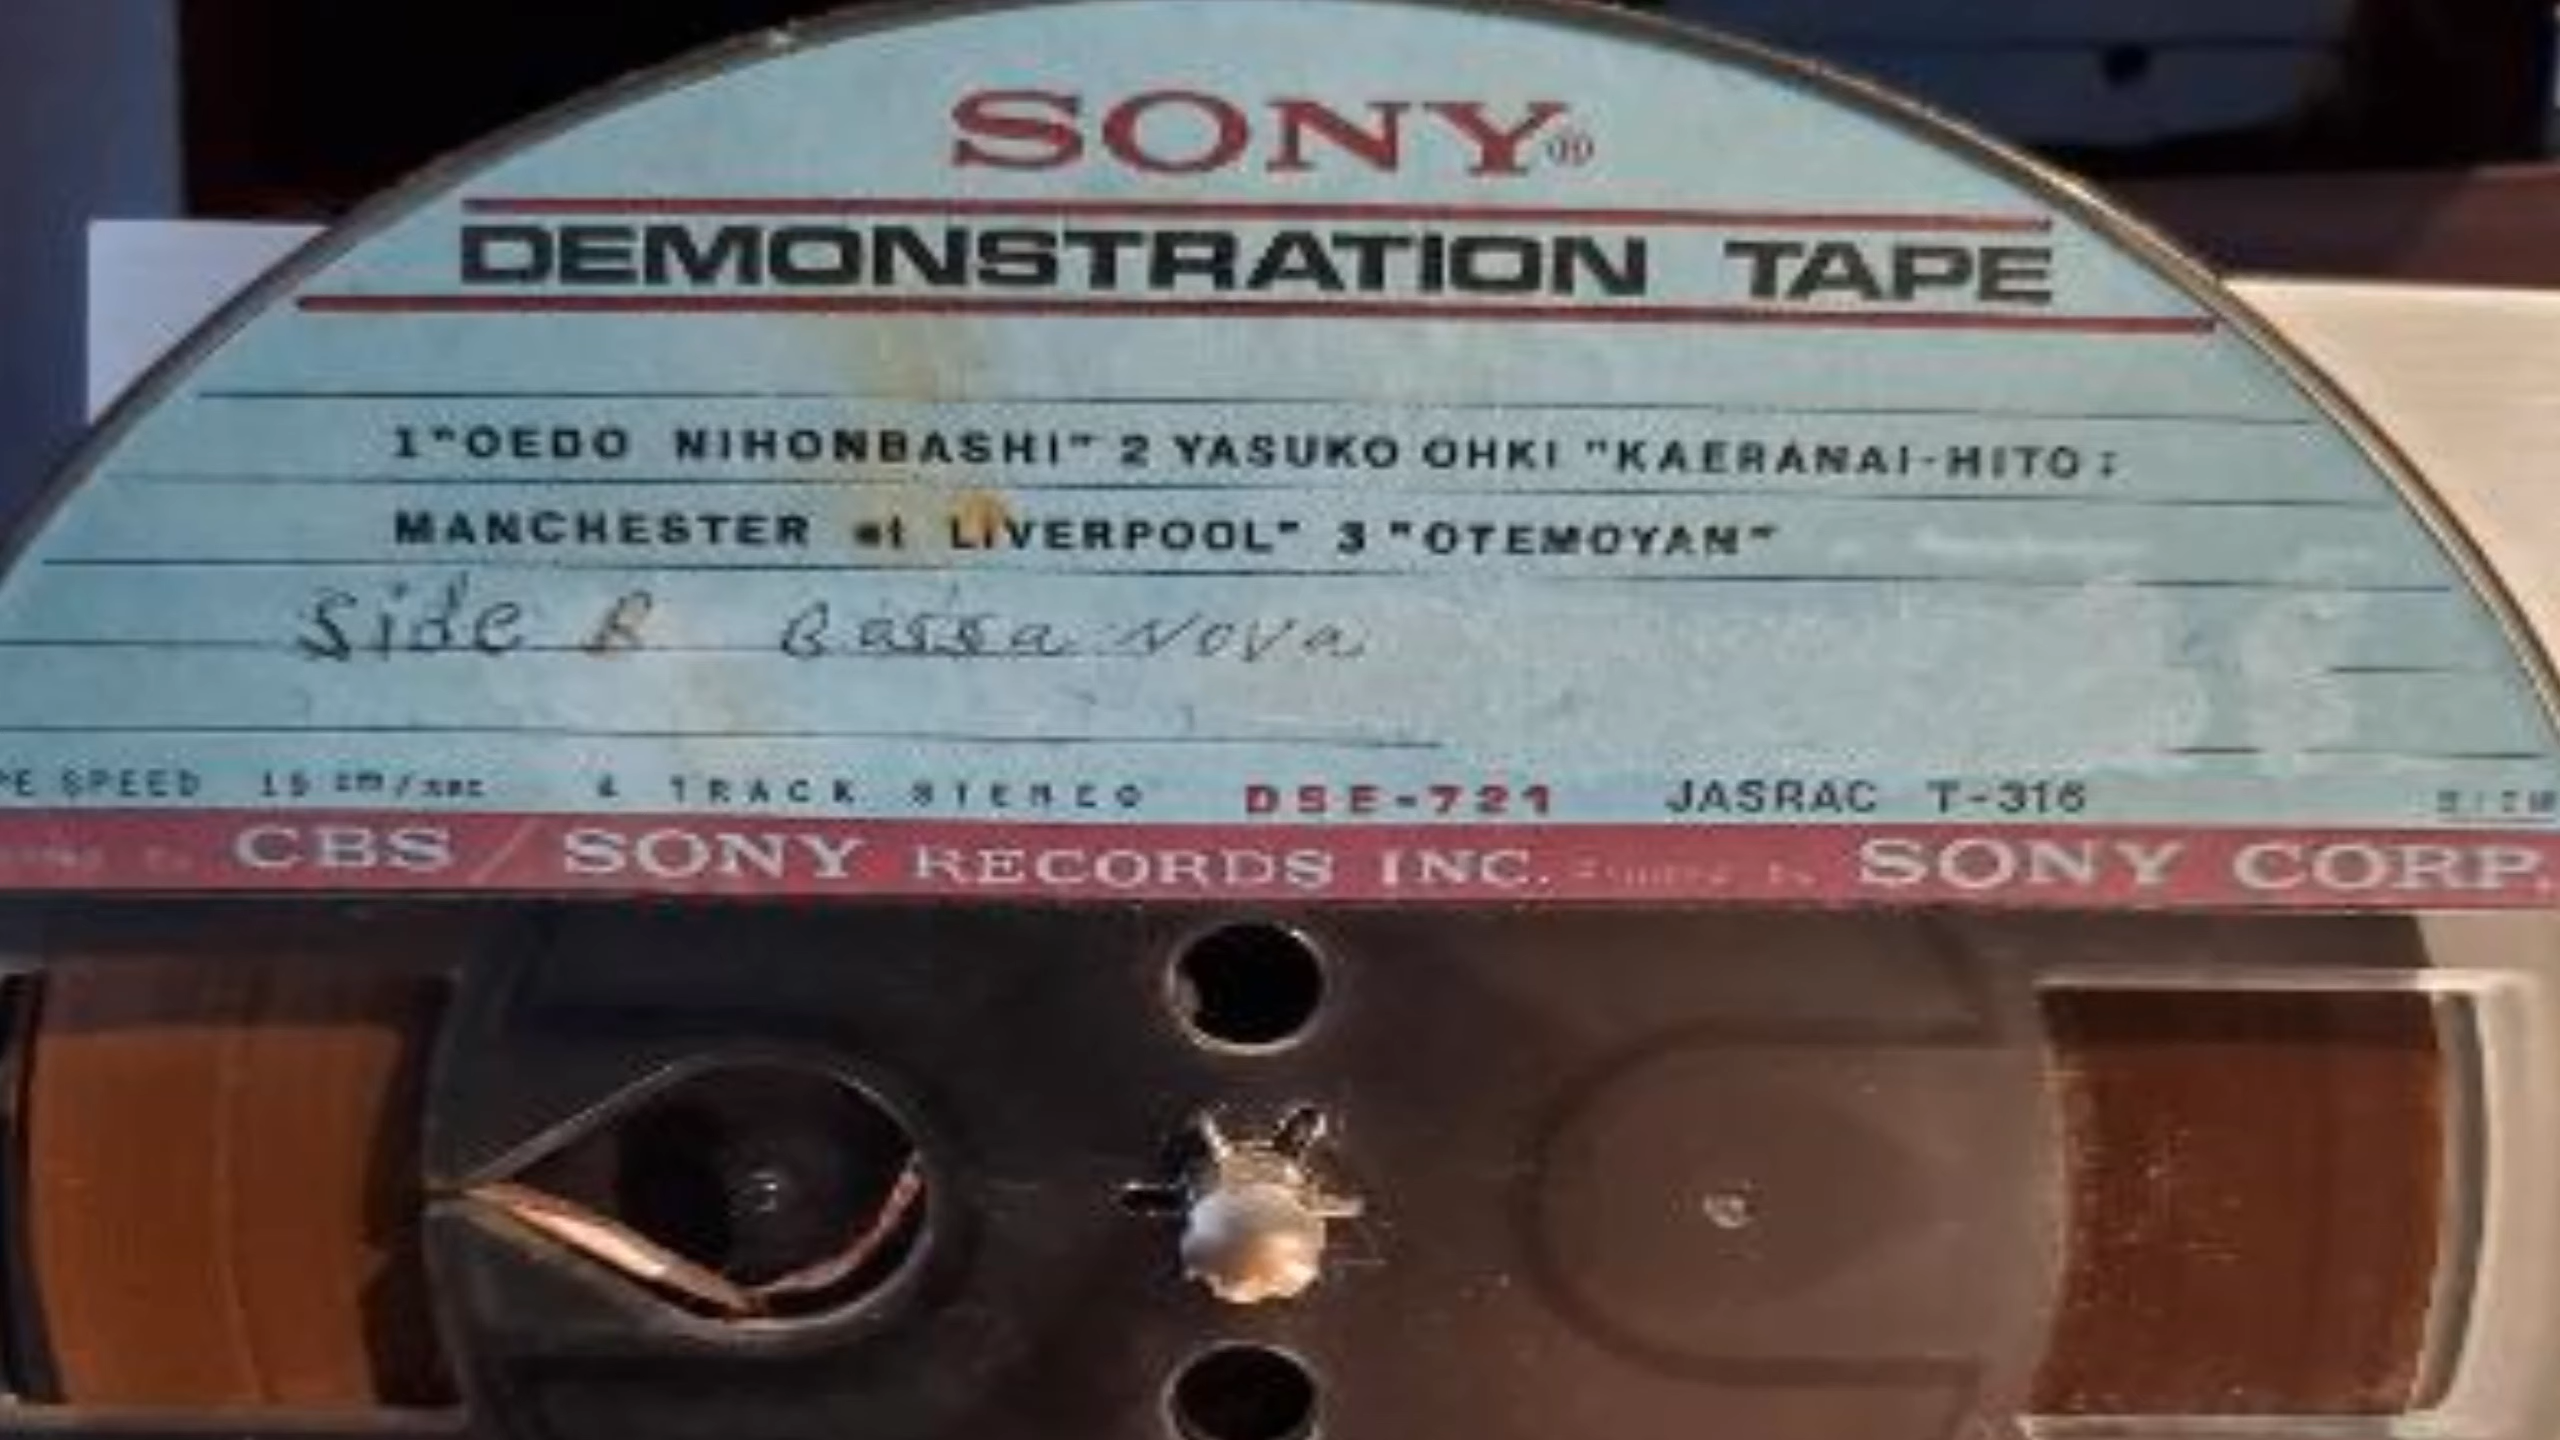 SONY®
DEMONSTRATION TAPE
1"OEDO NIHONBASHI" 2 YASUKO OHKI "KAERANAI-HITO:
MANCHESTER et LIVERPOOL" 3 "OTEMOYAN"
Side B Bossa Nova
PE SPEED 19 cm/sec 4 TRACK STEREO DSE-721 JASRAC T-316
CBS / SONY RECORDS INC. SONY CORP.